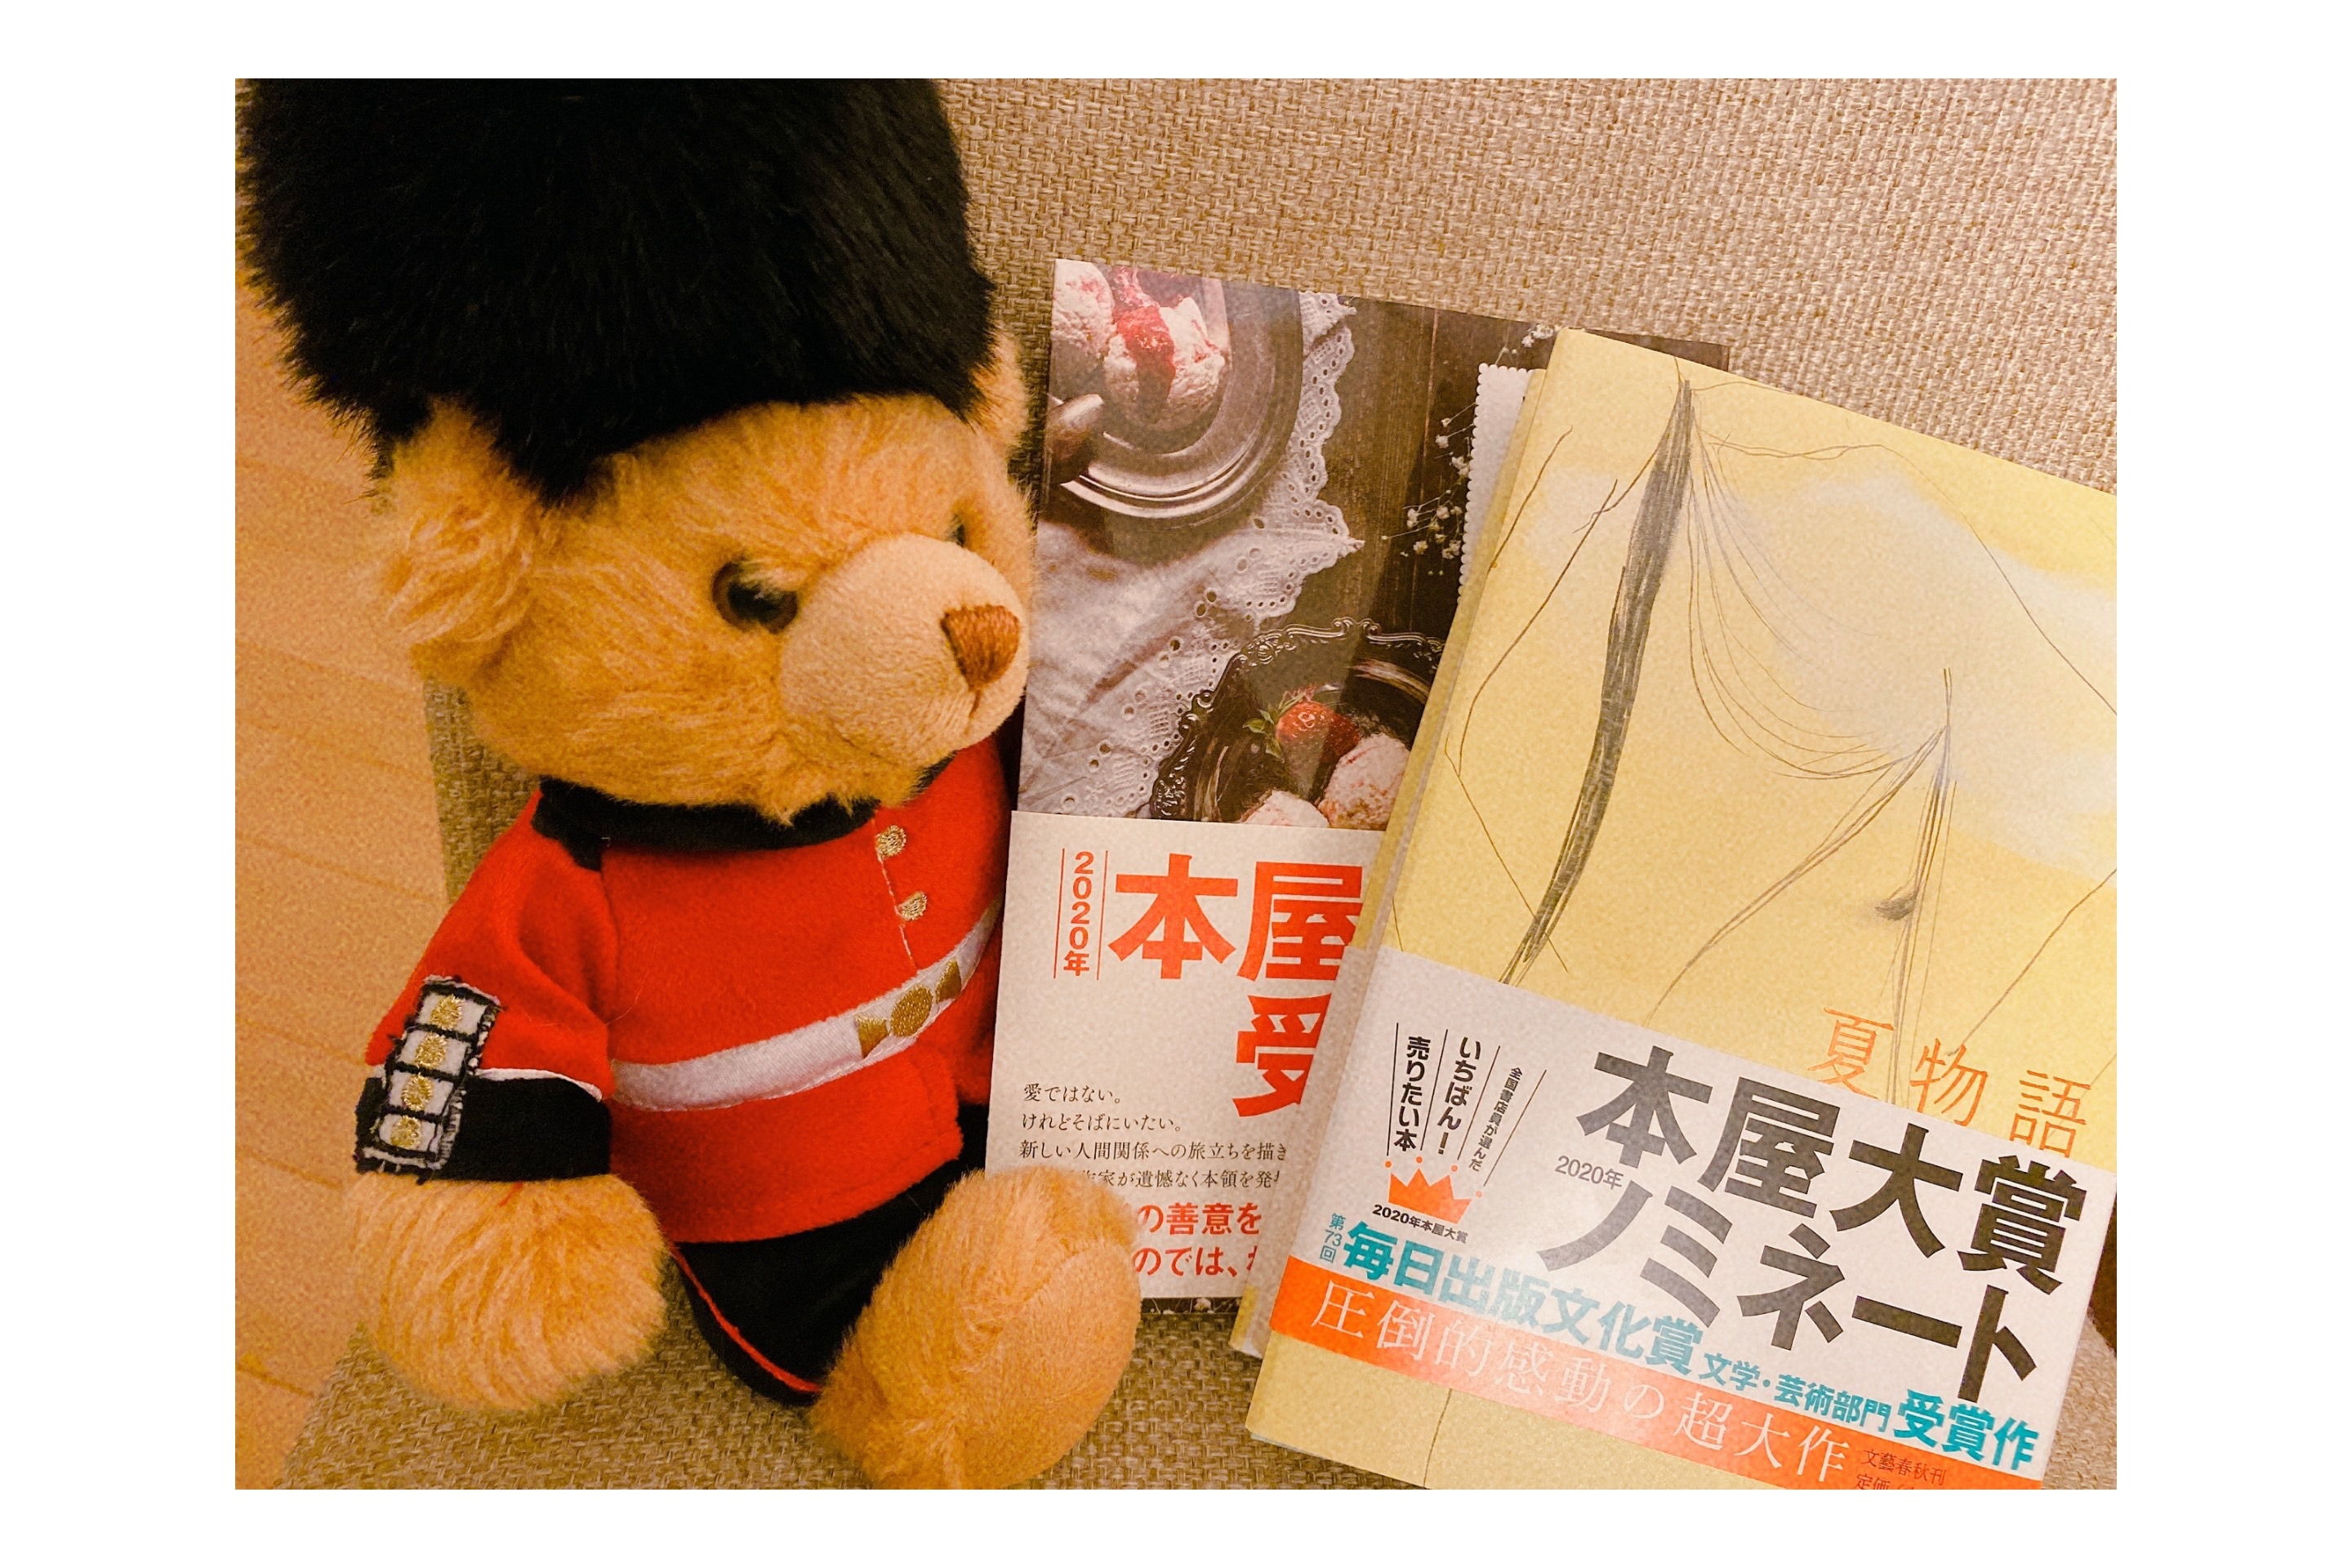 2020年
本屋
受
愛ではない。
けれどそばにいたい。
新しい人間関係への旅立ちを描き
作家が遺憾なく本領を発
の善意を
のでは、
夏物語
全国書店員が選んだ
いちばん!
売りたい本
2020年本屋大賞
本屋大賞
2020年
ノミネート
第73回
毎日出版文化賞 文学・芸術部門 受賞作
圧倒的感動の超大作
文藝春秋刊
定価